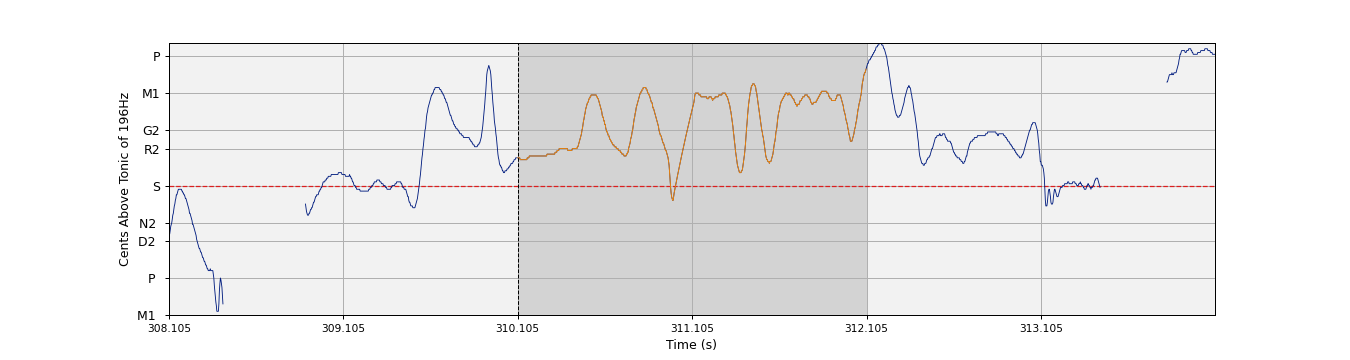 Cents Above Tonic of 196Hz
P
M1
G2
R2
S
N2
D2
P
M1
308.105 309.105 310.105 311.105 312.105 313.105
Time (s)